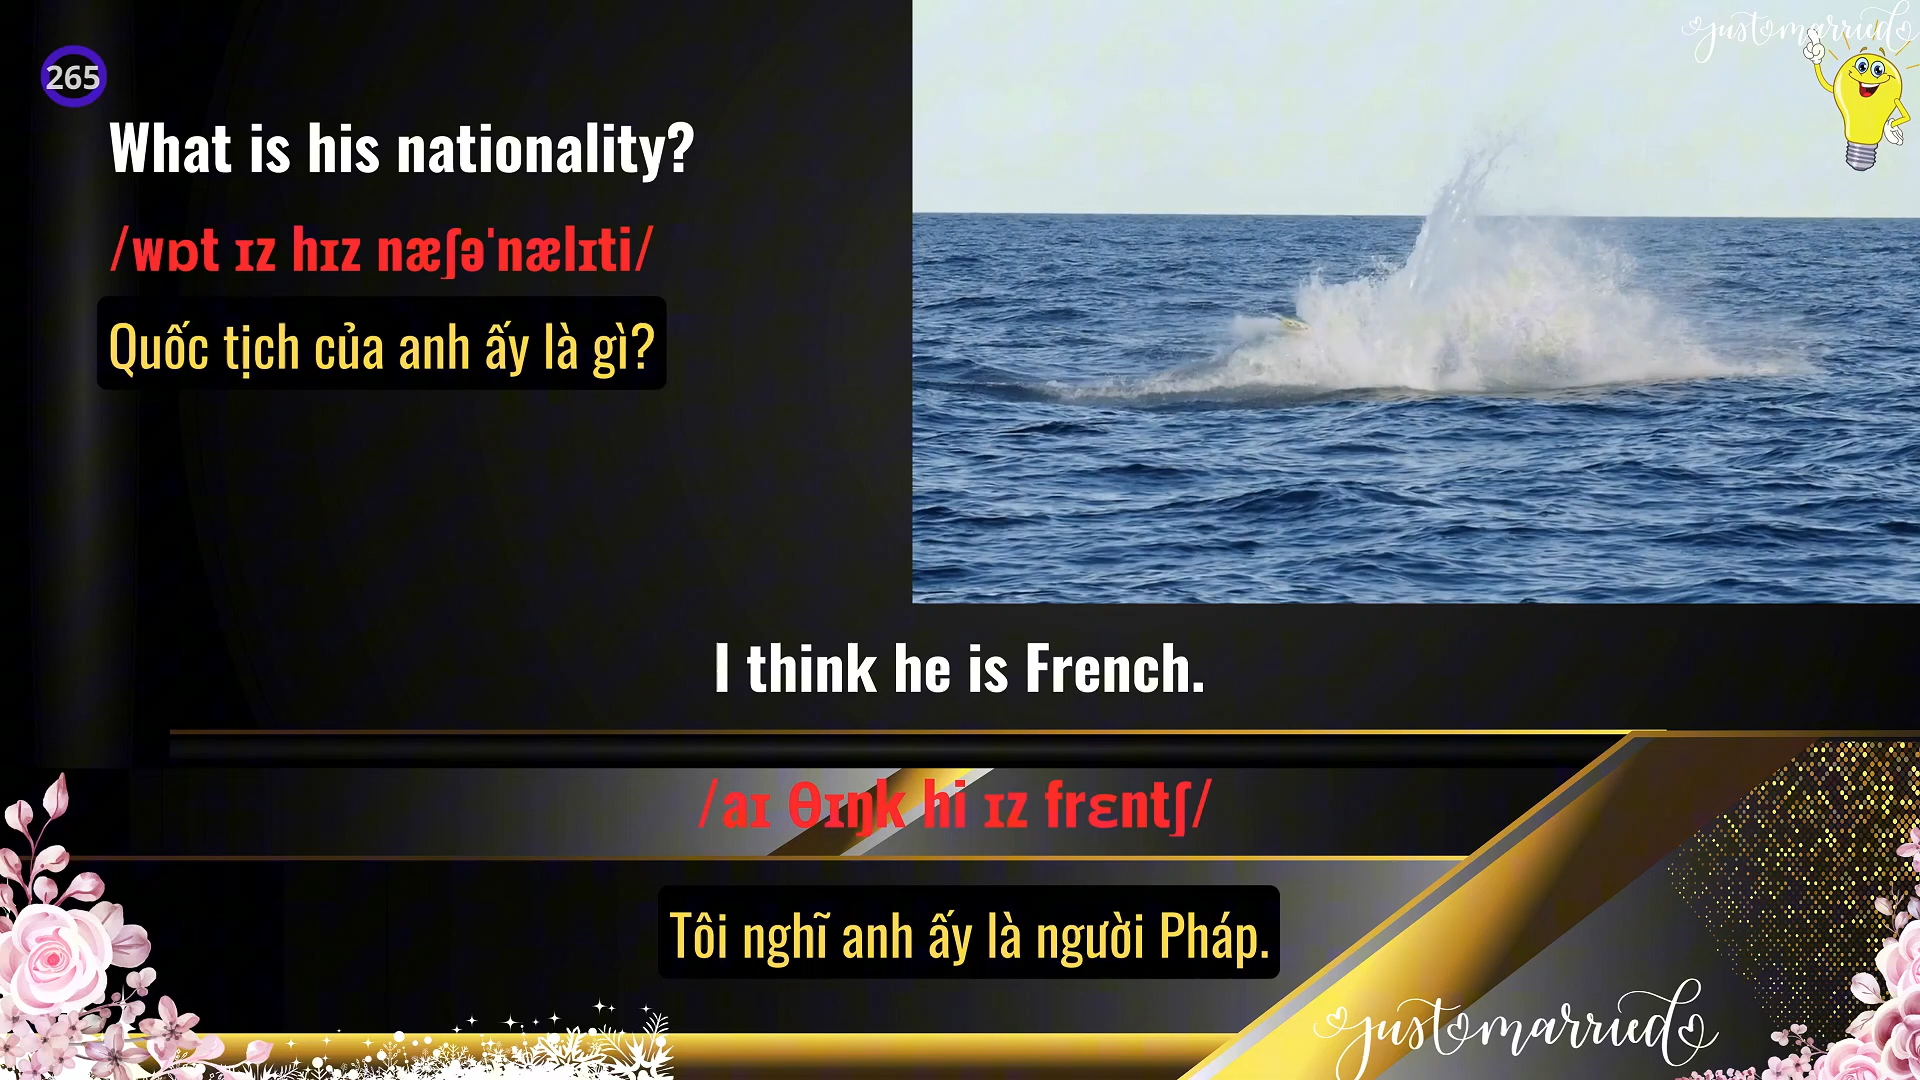 justmarried
265
What is his nationality?
/wɒt ɪz hɪz næʃəˈnælɪti/
Quốc tịch của anh ấy là gì?
I think he is French.
/aɪ θɪŋk hi ɪz frɛntʃ/
Tôi nghĩ anh ấy là người Pháp.
justmarried